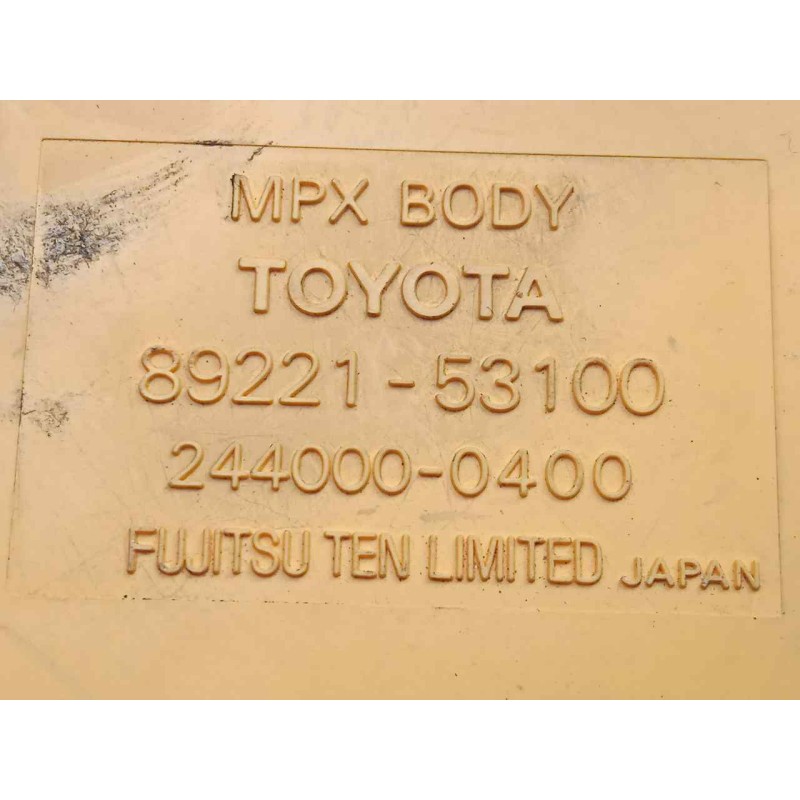 MPX BODY
TOYOTA
89221-53100
244000-0400
FUJITSU TEN LIMITED JAPAN